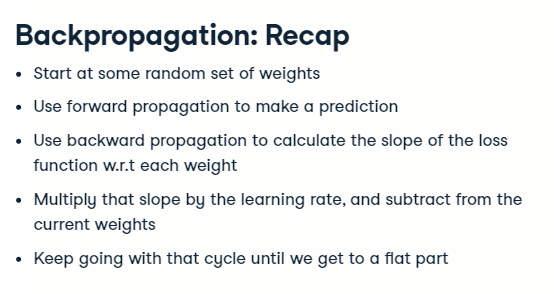 Backpropagation: Recap
• Start at some random set of weights
• Use forward propagation to make a prediction
• Use backward propagation to calculate the slope of the loss
function w.r.t each weight
• Multiply that slope by the learning rate, and subtract from the
current weights
• Keep going with that cycle until we get to a flat part